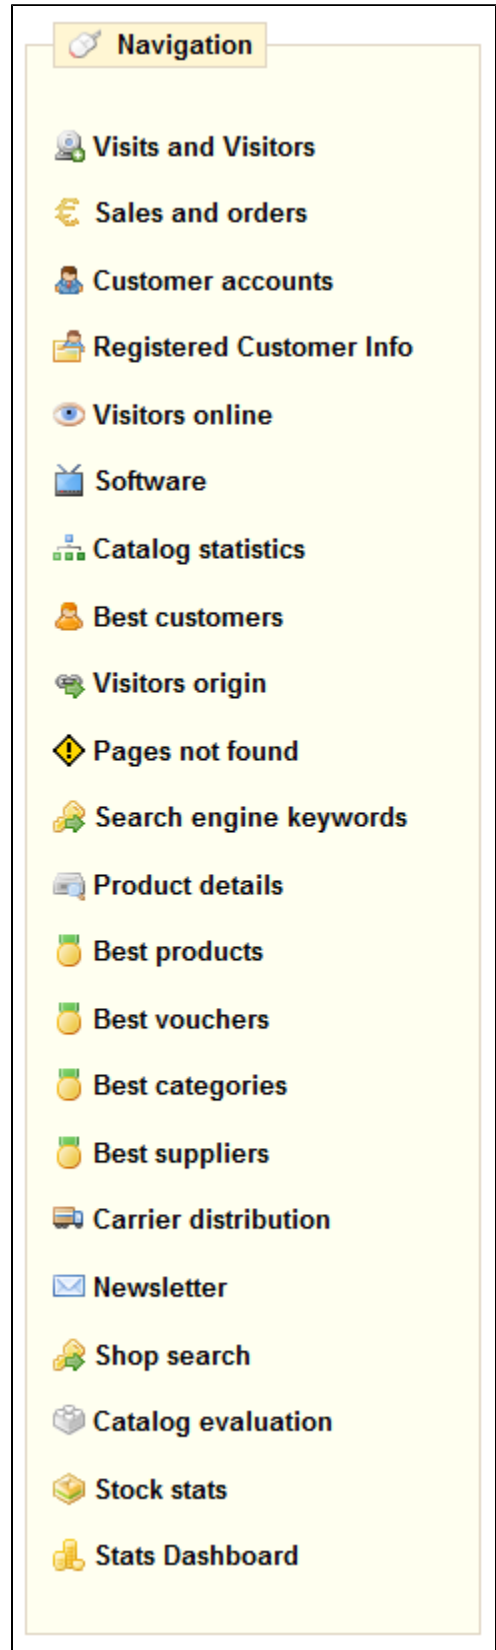 Navigation
Visits and Visitors
Sales and orders
Customer accounts
Registered Customer Info
Visitors online
Software
Catalog statistics
Best customers
Visitors origin
Pages not found
Search engine keywords
Product details
Best products
Best vouchers
Best categories
Best suppliers
Carrier distribution
Newsletter
Shop search
Catalog evaluation
Stock stats
Stats Dashboard